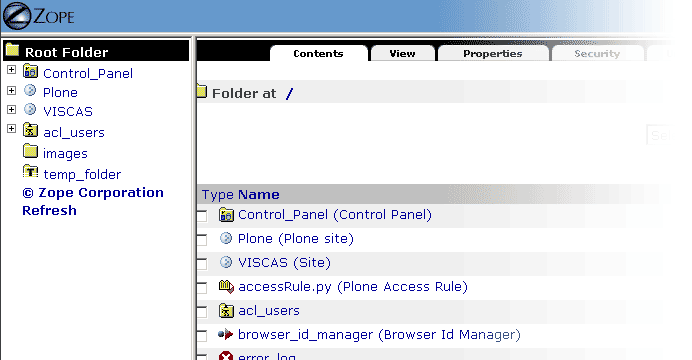 ZOPE
Root Folder
Control_Panel
Plone
VISCAS
acl_users
images
temp_folder
© Zope Corporation
Refresh
Contents View Properties Security
Folder at /
Type Name
Control_Panel (Control Panel)
Plone (Plone site)
VISCAS (Site)
accessRule.py (Plone Access Rule)
acl_users
browser_id_manager (Browser Id Manager)
error_log